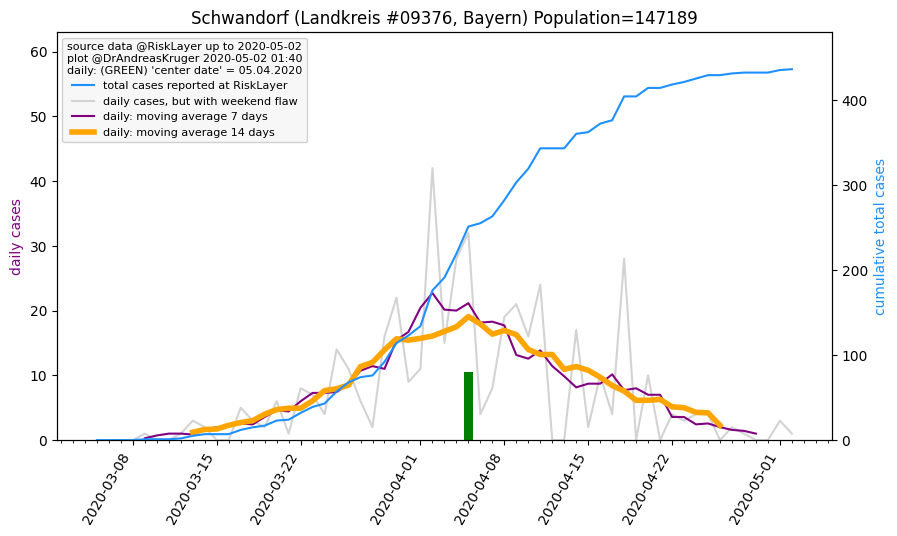 Schwandorf (Landkreis #09376, Bayern) Population=147189
source data @RiskLayer up to 2020-05-02
plot @DrAndreasKruger 2020-05-02 01:40
daily: (GREEN) 'center date' = 05.04.2020
total cases reported at RiskLayer
daily cases, but with weekend flaw
daily: moving average 7 days
daily: moving average 14 days
daily cases
60
50
40
30
20
10
0
cumulative total cases
400
300
200
100
0
2020-03-08
2020-03-15
2020-03-22
2020-04-01
2020-04-08
2020-04-15
2020-04-22
2020-05-01